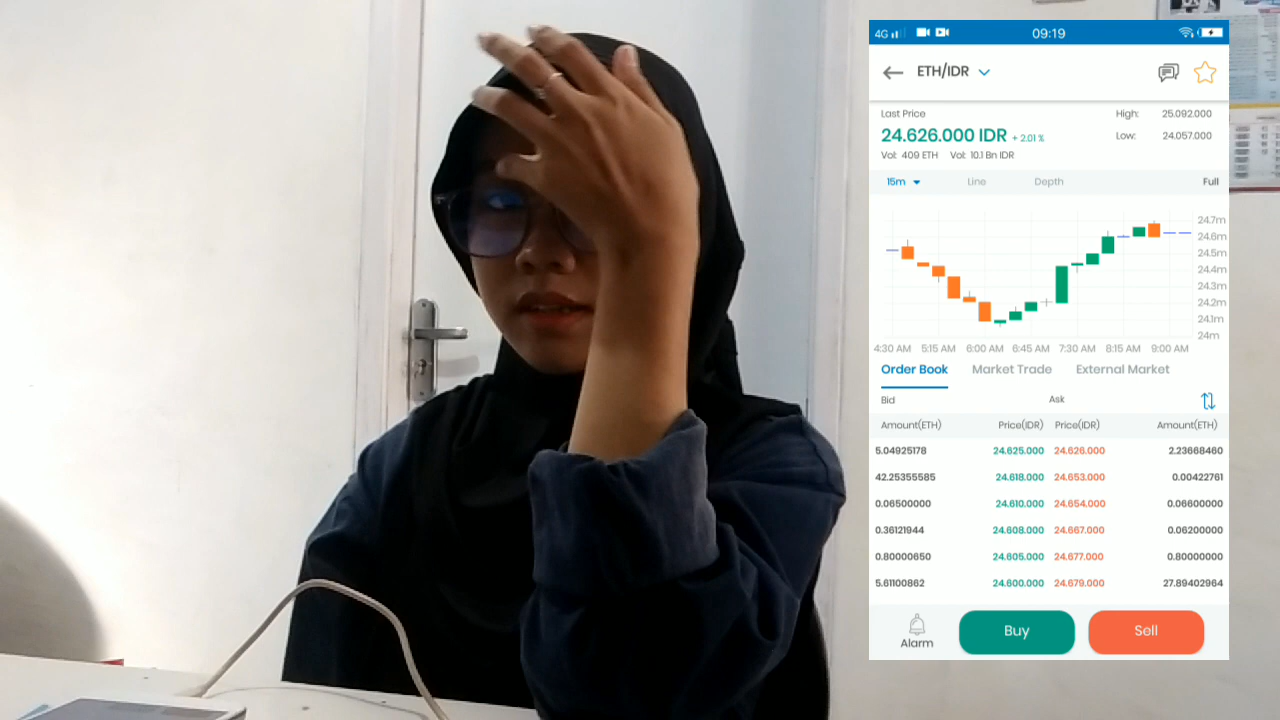 4G 09:19
ETH/IDR
Last Price High: 25.092.000
24.626.000 IDR + 2.01 % Low: 24.057.000
Vol: 409 ETH Vol: 10.1 Bn IDR
15m Line Depth Full
24.7m
24.6m
24.5m
24.4m
24.3m
24.2m
24.1m
24m
4:30 AM 5:15 AM 6:00 AM 6:45 AM 7:30 AM 8:15 AM 9:00 AM
Order Book Market Trade External Market
Bid Ask
Amount(ETH) Price(IDR) Price(IDR) Amount(ETH)
5.04925178 24.625.000 24.626.000 2.23668460
42.25355585 24.618.000 24.653.000 0.00422761
0.06500000 24.610.000 24.654.000 0.06600000
0.36121944 24.608.000 24.667.000 0.06200000
0.80000650 24.605.000 24.677.000 0.80000000
5.61100862 24.600.000 24.679.000 27.89402964
Alarm Buy Sell